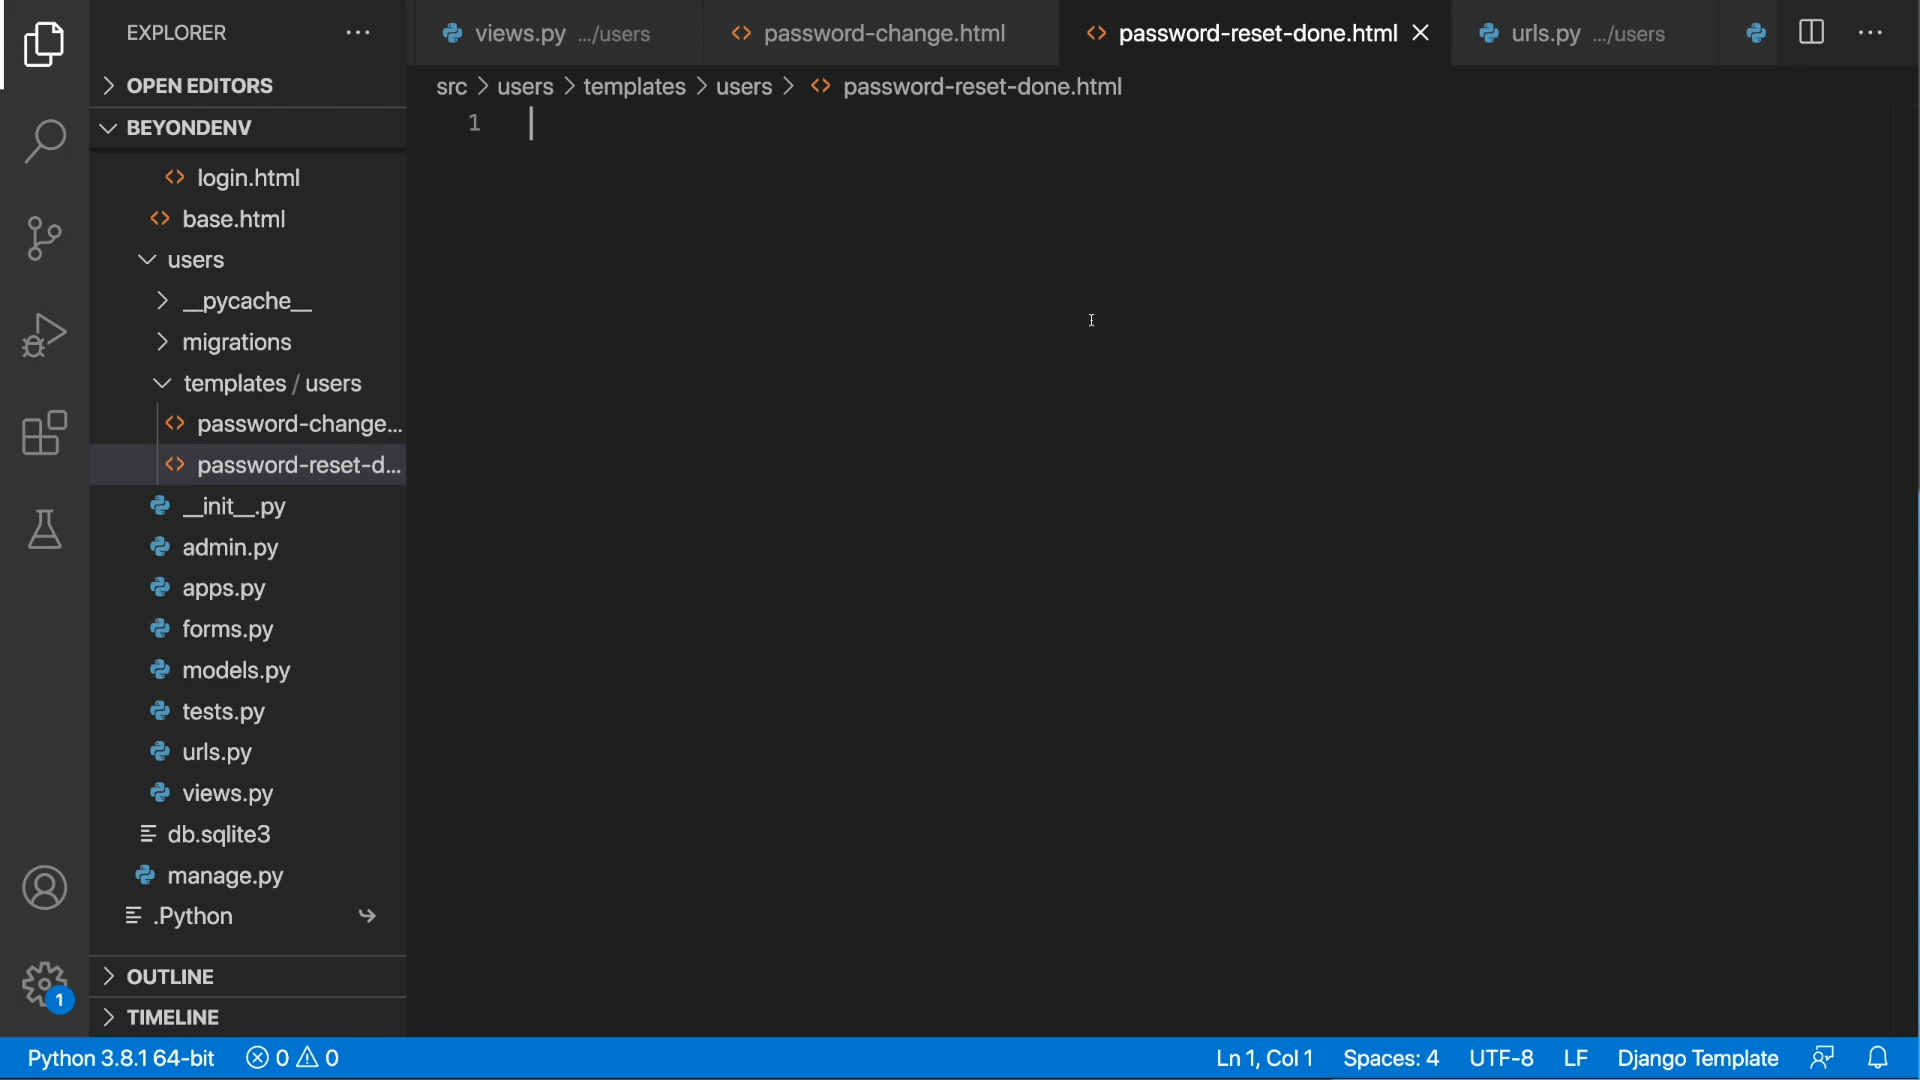 EXPLORER
views.py .../users
password-change.html
password-reset-done.html
urls.py .../users
OPEN EDITORS
src > users > templates > users > password-reset-done.html
BEYONDENV
1
login.html
base.html
users
__pycache__
migrations
templates / users
password-change...
password-reset-d...
__init__.py
admin.py
apps.py
forms.py
models.py
tests.py
urls.py
views.py
db.sqlite3
manage.py
.Python
OUTLINE
1
TIMELINE
Python 3.8.1 64-bit
0
0
Ln 1, Col 1
Spaces: 4
UTF-8
LF
Django Template